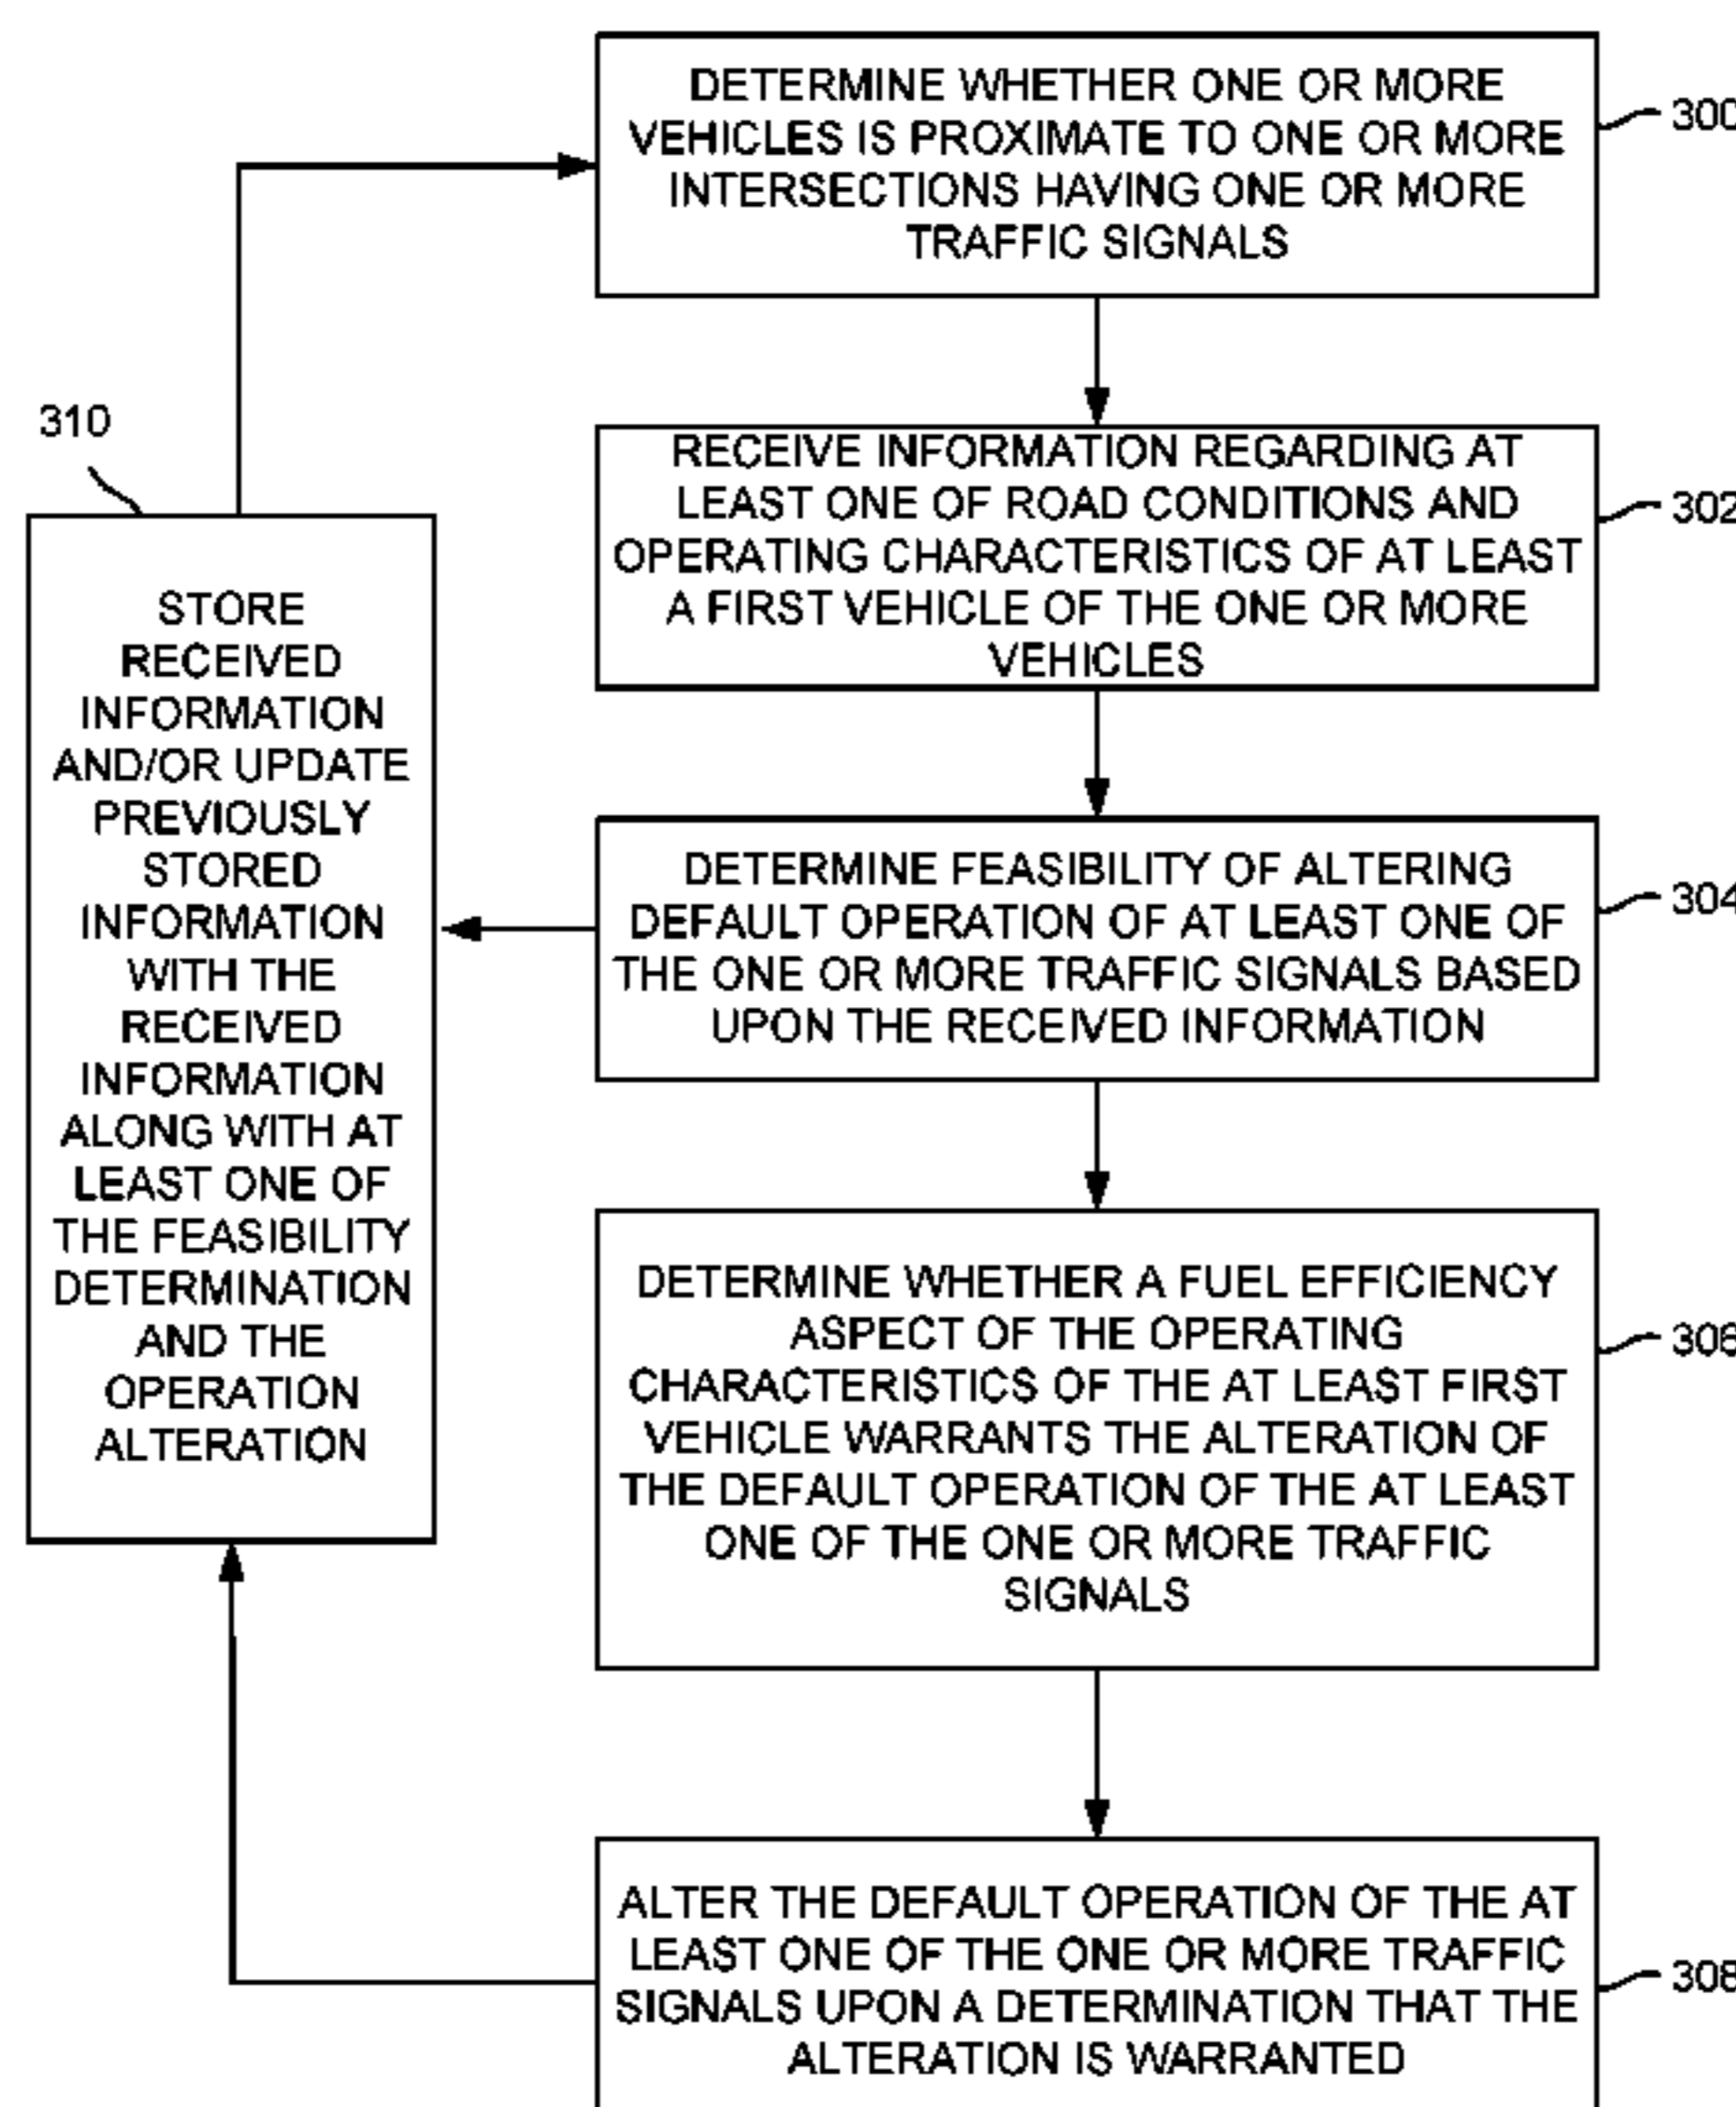 DETERMINE WHETHER ONE OR MORE
VEHICLES IS PROXIMATE TO ONE OR MORE
INTERSECTIONS HAVING ONE OR MORE
TRAFFIC SIGNALS
300
RECEIVE INFORMATION REGARDING AT
LEAST ONE OF ROAD CONDITIONS AND
OPERATING CHARACTERISTICS OF AT LEAST
A FIRST VEHICLE OF THE ONE OR MORE
VEHICLES
302
DETERMINE FEASIBILITY OF ALTERING
DEFAULT OPERATION OF AT LEAST ONE OF
THE ONE OR MORE TRAFFIC SIGNALS BASED
UPON THE RECEIVED INFORMATION
304
DETERMINE WHETHER A FUEL EFFICIENCY
ASPECT OF THE OPERATING
CHARACTERISTICS OF THE AT LEAST FIRST
VEHICLE WARRANTS THE ALTERATION OF
THE DEFAULT OPERATION OF THE AT LEAST
ONE OF THE ONE OR MORE TRAFFIC
SIGNALS
306
ALTER THE DEFAULT OPERATION OF THE AT
LEAST ONE OF THE ONE OR MORE TRAFFIC
SIGNALS UPON A DETERMINATION THAT THE
ALTERATION IS WARRANTED
308
310
STORE
RECEIVED
INFORMATION
AND/OR UPDATE
PREVIOUSLY
STORED
INFORMATION
WITH THE
RECEIVED
INFORMATION
ALONG WITH AT
LEAST ONE OF
THE FEASIBILITY
DETERMINATION
AND THE
OPERATION
ALTERATION